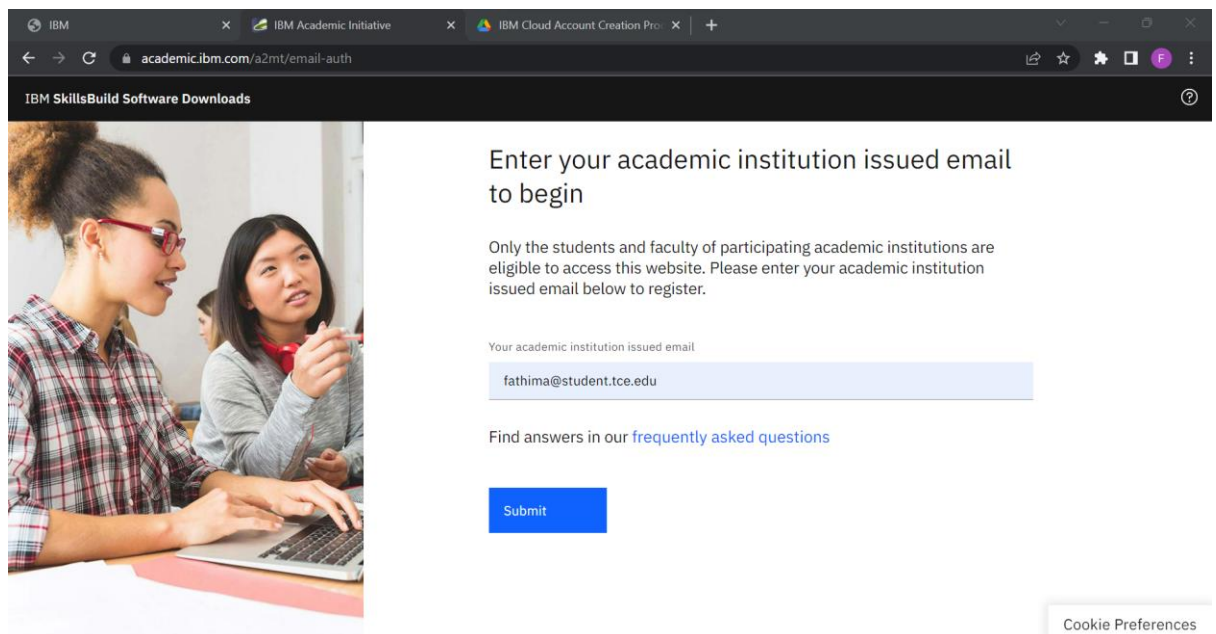 IBM
IBM Academic Initiative
IBM Cloud Account Creation Pro
academic.ibm.com/a2mt/email-auth
F
IBM SkillsBuild Software Downloads
Enter your academic institution issued email
to begin
Only the students and faculty of participating academic institutions are
eligible to access this website. Please enter your academic institution
issued email below to register.
Your academic institution issued email
fathima@student.tce.edu
Find answers in our frequently asked questions
Submit
Cookie Preferences